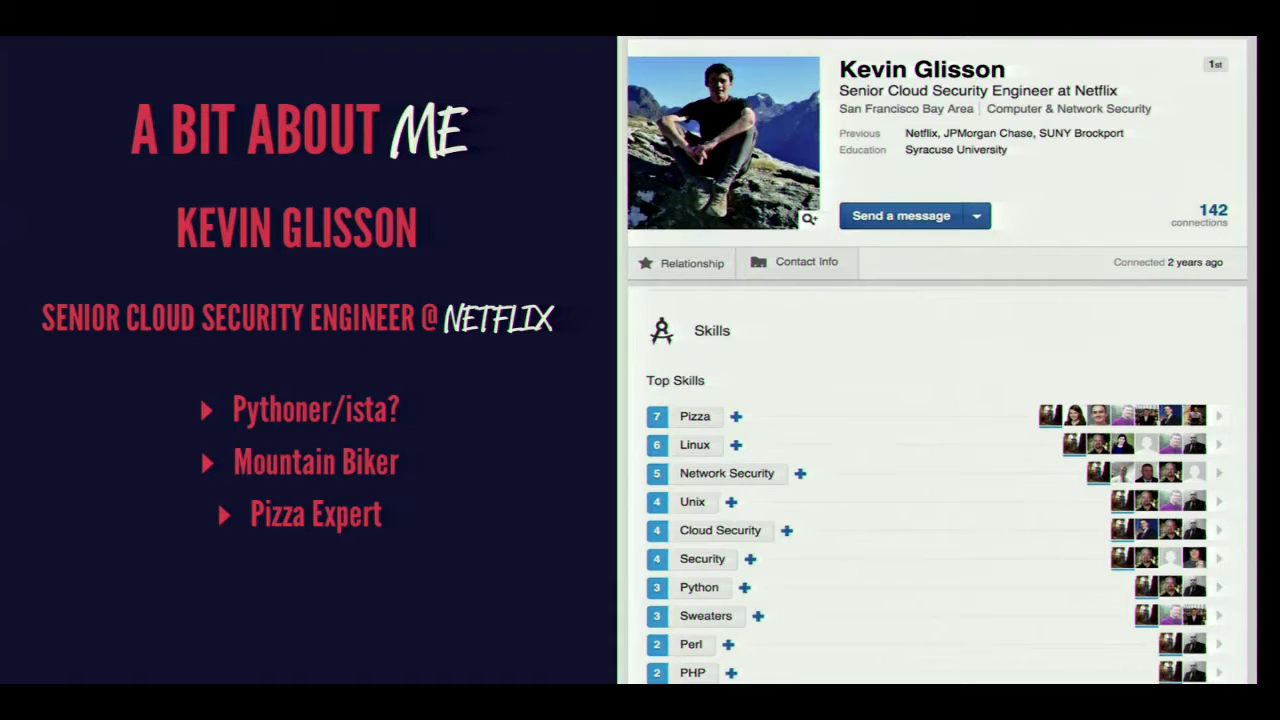 A BIT ABOUT ME
KEVIN GLISSON
SENIOR CLOUD SECURITY ENGINEER @ NETFLIX
Pythoner/ista?
Mountain Biker
Pizza Expert
Kevin Glisson
1st
Senior Cloud Security Engineer at Netflix
San Francisco Bay Area | Computer & Network Security
Previous Netflix, JPMorgan Chase, SUNY Brockport
Education Syracuse University
Send a message
142
connections
Relationship
Contact Info
Connected 2 years ago
Skills
Top Skills
7 Pizza
6 Linux
5 Network Security
4 Unix
4 Cloud Security
4 Security
3 Python
3 Sweaters
2 Perl
2 PHP